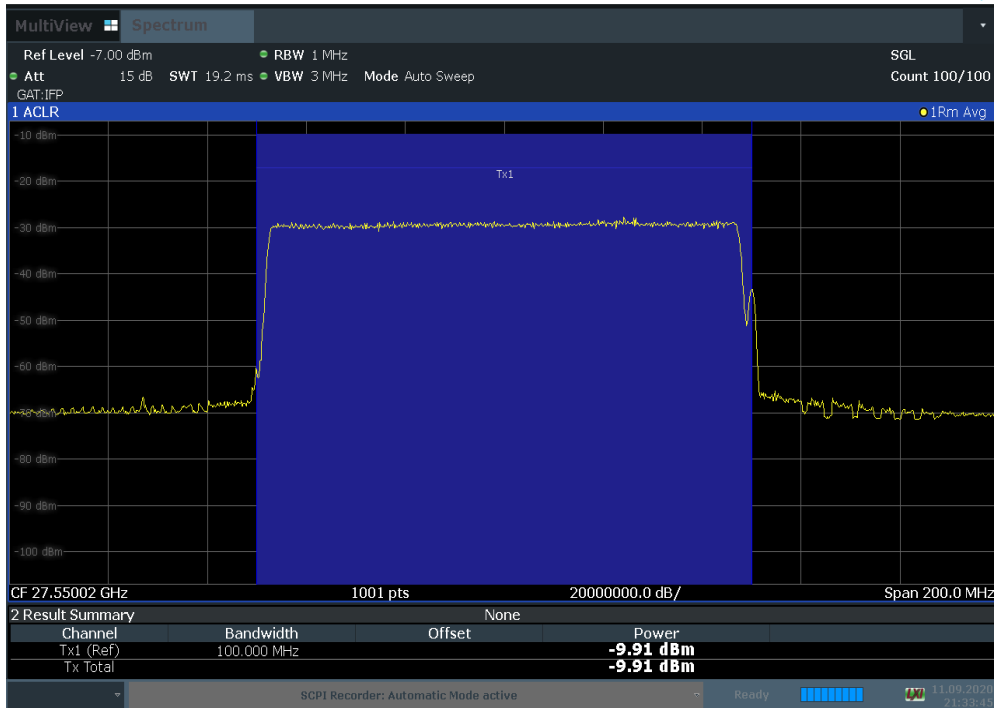 MultiView Spectrum
Ref Level -7.00 dBm RBW 1 MHz SGL
Att 15 dB SWT 19.2 ms VBW 3 MHz Mode Auto Sweep Count 100/100
GAT:IFP
1 ACLR 1Rm Avg
-10 dBm
Tx1
-20 dBm
-30 dBm
-40 dBm
-50 dBm
-60 dBm
-70 dBm
-80 dBm
-90 dBm
-100 dBm
CF 27.55002 GHz 1001 pts 20000000.0 dB/ Span 200.0 MHz
2 Result Summary None
Channel Bandwidth Offset Power
Tx1 (Ref) 100.000 MHz -9.91 dBm
Tx Total -9.91 dBm
SCPI Recorder: Automatic Mode active Ready LXI 11.09.2020
21:33:45